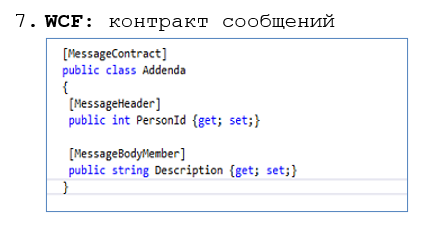 7. WCF: контракт сообщений
[MessageContract]
public class Addenda
{
[MessageHeader]
public int PersonId {get; set;}
[MessageBodyMember]
public string Description {get; set;}
}